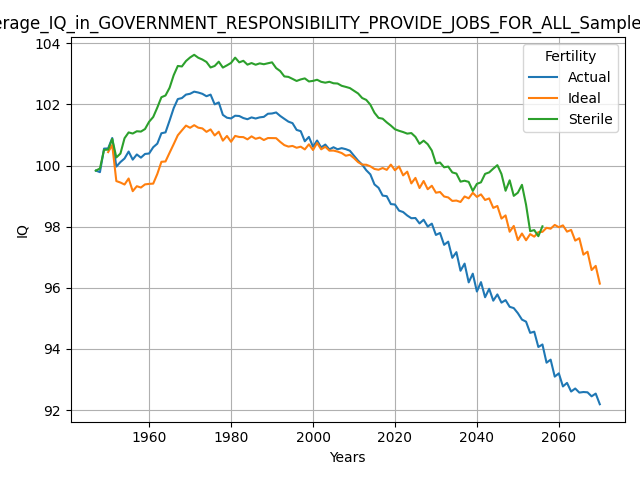 erage_IQ_in_GOVERNMENT_RESPONSIBILITY_PROVIDE_JOBS_FOR_ALL_Sample
104
102
100
98
96
94
92
IQ
Fertility
Actual
Ideal
Sterile
1960 1980 2000 2020 2040 2060
Years